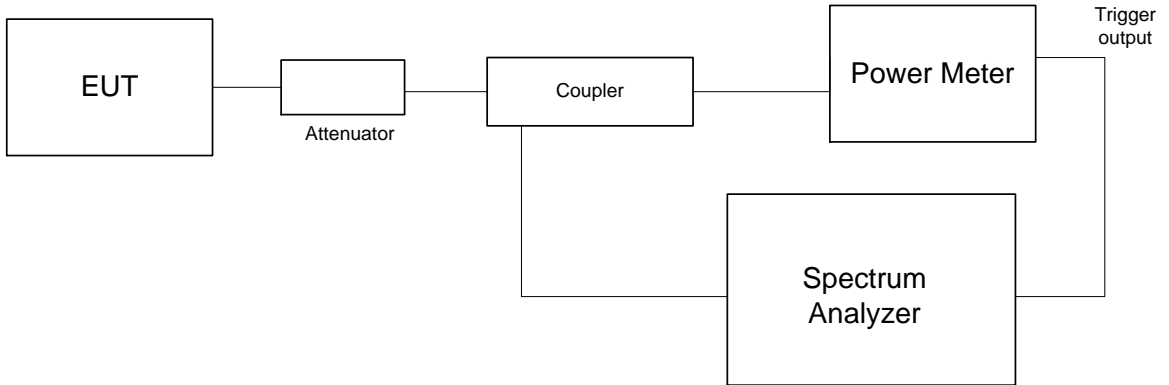 EUT
Attenuator
Coupler
Power Meter
Trigger
output
Spectrum
Analyzer